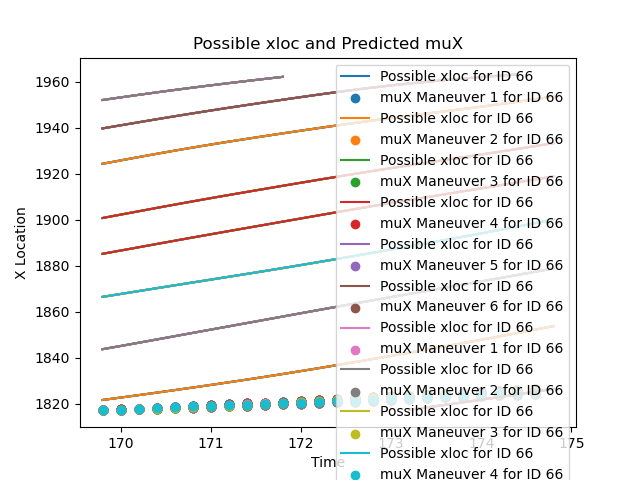 Possible xloc and Predicted muX
X Location
1960
1940
1920
1900
1880
1860
1840
1820
170
171
172
173
174
175
Time
Possible xloc for ID 66
muX Maneuver 1 for ID 66
Possible xloc for ID 66
muX Maneuver 2 for ID 66
Possible xloc for ID 66
muX Maneuver 3 for ID 66
Possible xloc for ID 66
muX Maneuver 4 for ID 66
Possible xloc for ID 66
muX Maneuver 5 for ID 66
Possible xloc for ID 66
muX Maneuver 6 for ID 66
Possible xloc for ID 66
muX Maneuver 1 for ID 66
Possible xloc for ID 66
muX Maneuver 2 for ID 66
Possible xloc for ID 66
muX Maneuver 3 for ID 66
Possible xloc for ID 66
muX Maneuver 4 for ID 66